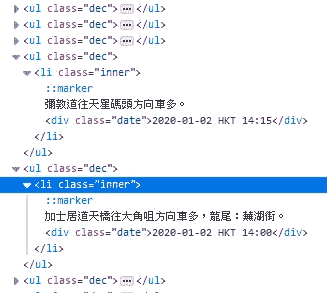 <ul class="dec"> ••• </ul>
<ul class="dec"> ••• </ul>
<ul class="dec"> ••• </ul>
<ul class="dec">
<li class="inner">
::marker
彌敦道往天星碼頭方向車多。
<div class="date">2020-01-02 HKT 14:15</div>
</li>
</ul>
<ul class="dec">
<li class="inner">
::marker
加士居道天橋往大角咀方向車多，龍尾：蕪湖街。
<div class="date">2020-01-02 HKT 14:00</div>
</li>
</ul>
<ul class="dec"> ••• </ul>